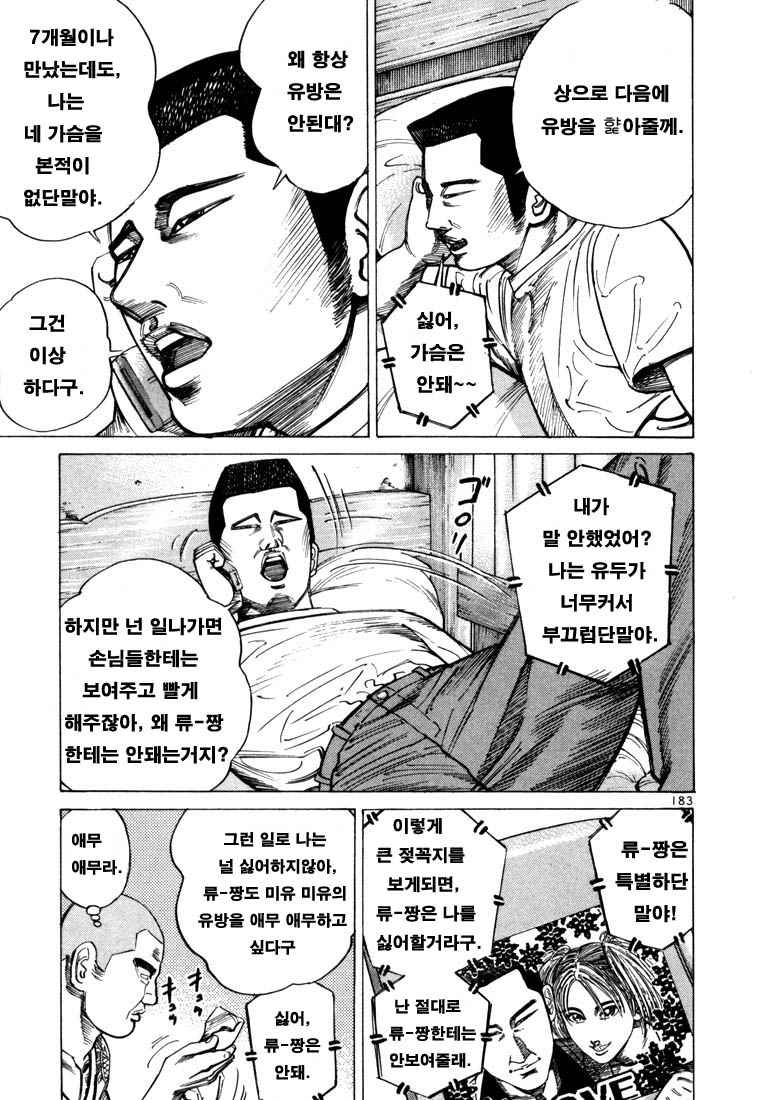 상으로 다음에
유방을 핥아줄께.
싫어,
가슴은
안돼~~
왜 항상
유방은
안된대?
7개월이나
만났는데도,
나는
네 가슴을
본적이
없단말야.
그건
이상
하다구.
내가
말 안했었어?
나는 유두가
너무커서
부끄럽단말야.
ゴロ
하지만 넌 일나가면
손님들한테는
보여주고 빨게
해주잖아, 왜 류-짱
한테는 안돼는거지?
183
류-짱은
특별하단
말야!
이렇게
큰 젖꼭지를
보게되면,
류-짱은 나를
싫어할거라구.
난 절대로
류-짱한테는
안보여줄래.
그런 일로 나는
널 싫어하지않아,
류-짱도 미유 미유의
유방을 애무 애무하고
싶다구
싫어,
류-짱은
안돼.
애무
애무라.
キュッ
キュッ